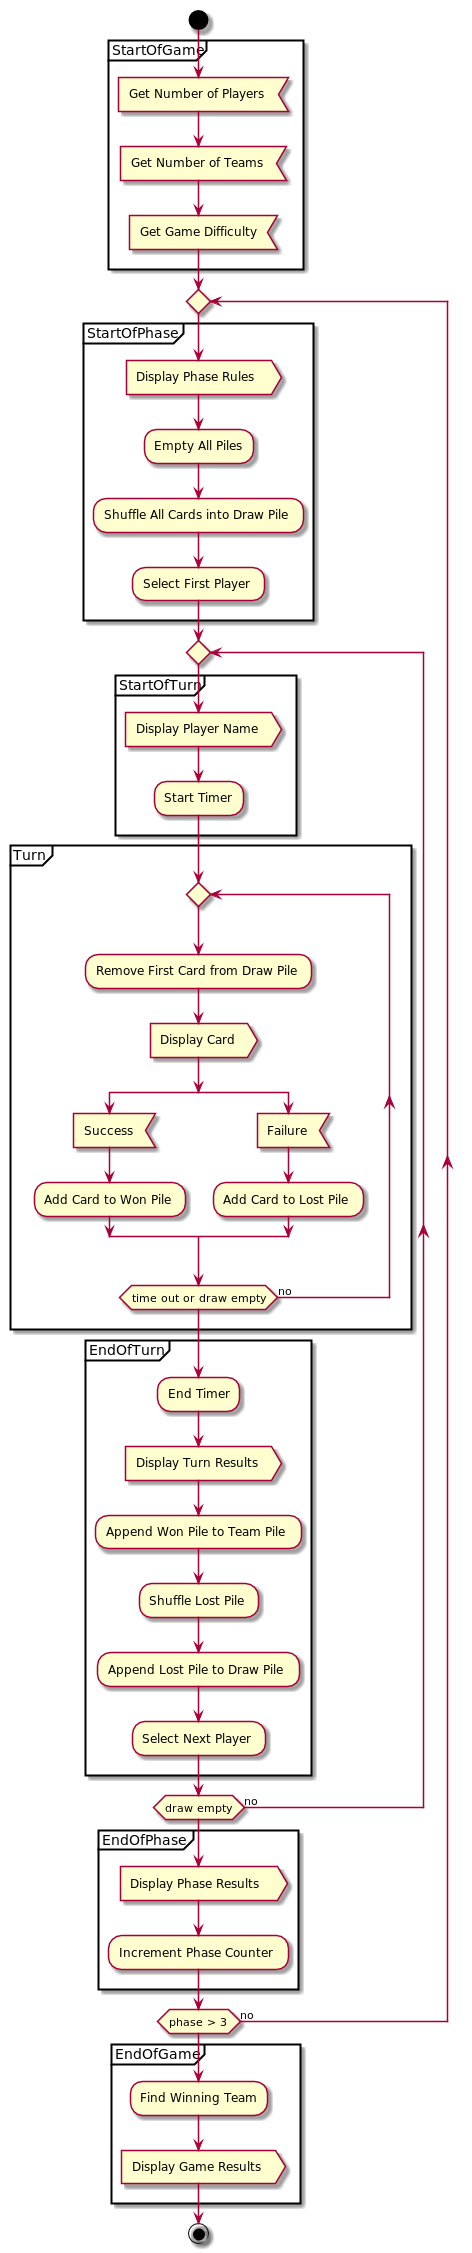 StartOfGame
Get Number of Players
Get Number of Teams
Get Game Difficulty
StartOfPhase
Display Phase Rules
Empty All Piles
Shuffle All Cards into Draw Pile
Select First Player
StartOfTurn
Display Player Name
Start Timer
Turn
Remove First Card from Draw Pile
Display Card
Success
Failure
Add Card to Won Pile
Add Card to Lost Pile
time out or draw empty
no
EndOfTurn
End Timer
Display Turn Results
Append Won Pile to Team Pile
Shuffle Lost Pile
Append Lost Pile to Draw Pile
Select Next Player
draw empty
no
EndOfPhase
Display Phase Results
Increment Phase Counter
phase > 3
no
EndOfGame
Find Winning Team
Display Game Results